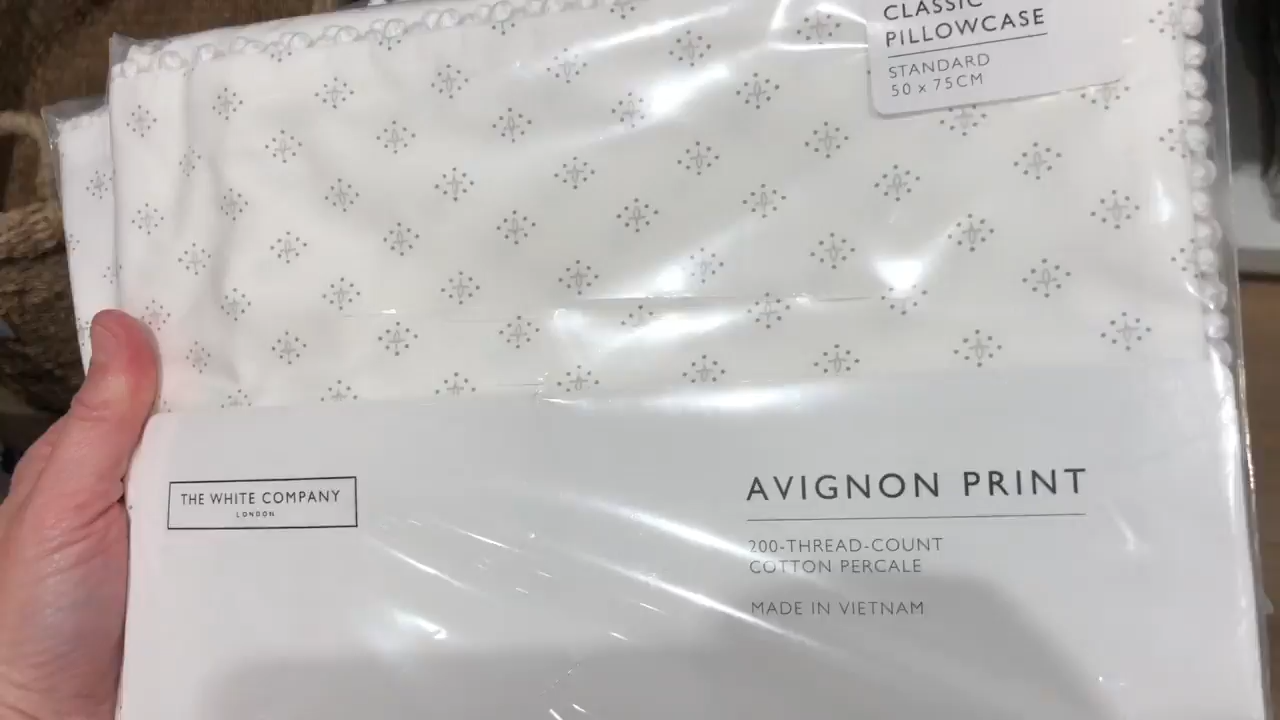 CLASSIC
PILLOWCASE
STANDARD
50 x 75CM
THE WHITE COMPANY
LONDON
AVIGNON PRINT
200-THREAD-COUNT
COTTON PERCALE
MADE IN VIETNAM